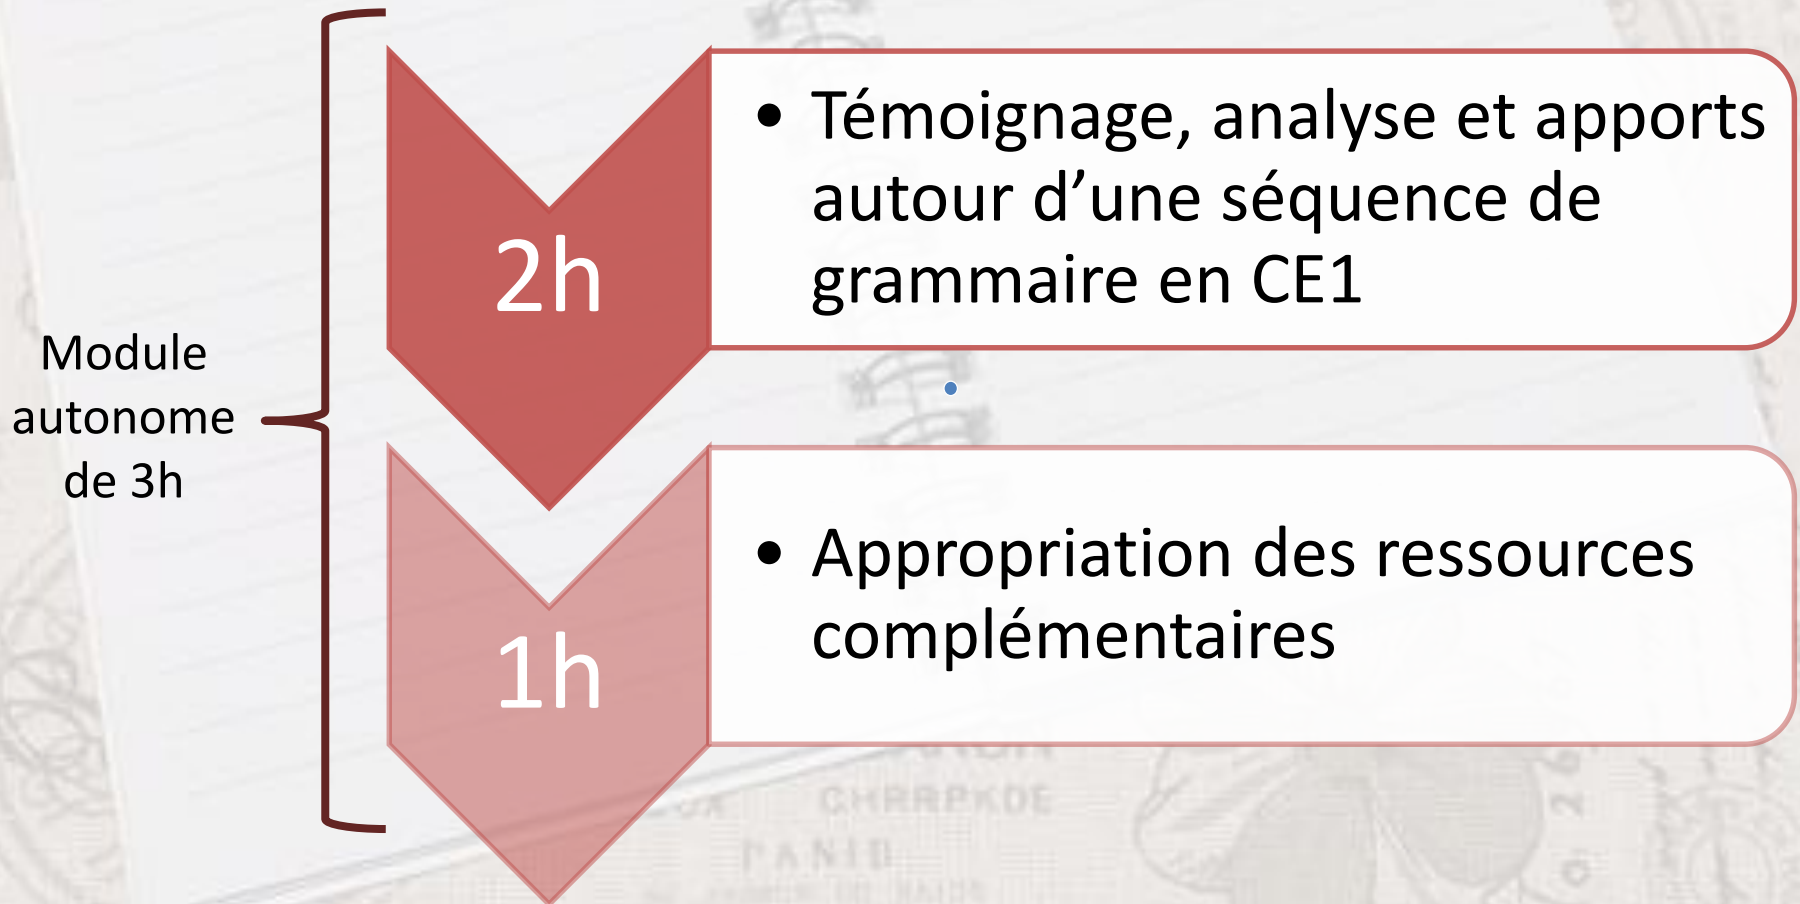 Module
autonome
de 3h
2h
• Témoignage, analyse et apports
autour d’une séquence de
grammaire en CE1
1h
• Appropriation des ressources
complémentaires